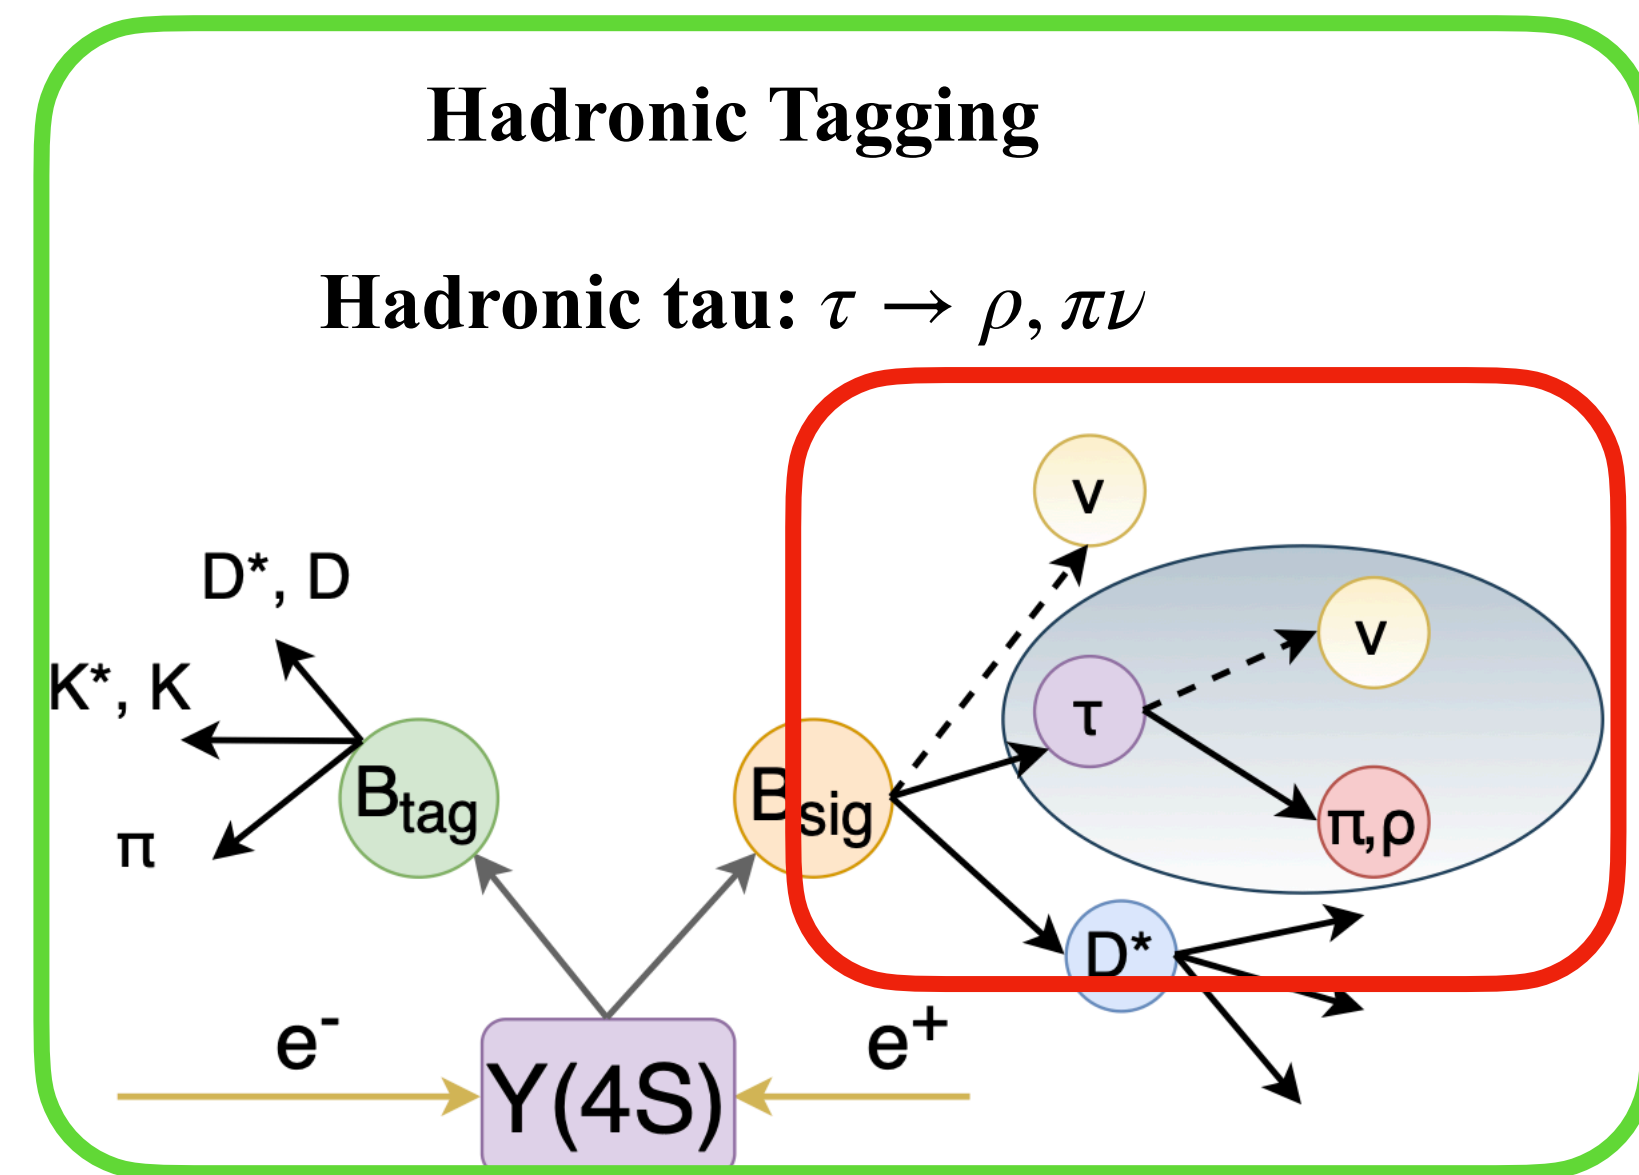 Hadronic Tagging
Hadronic tau: τ → ρ, πν
ν
D*, D
ν
K*, K
τ
B_tag
B_sig
π
π,ρ
D*
e⁻
e⁺
Υ(4S)